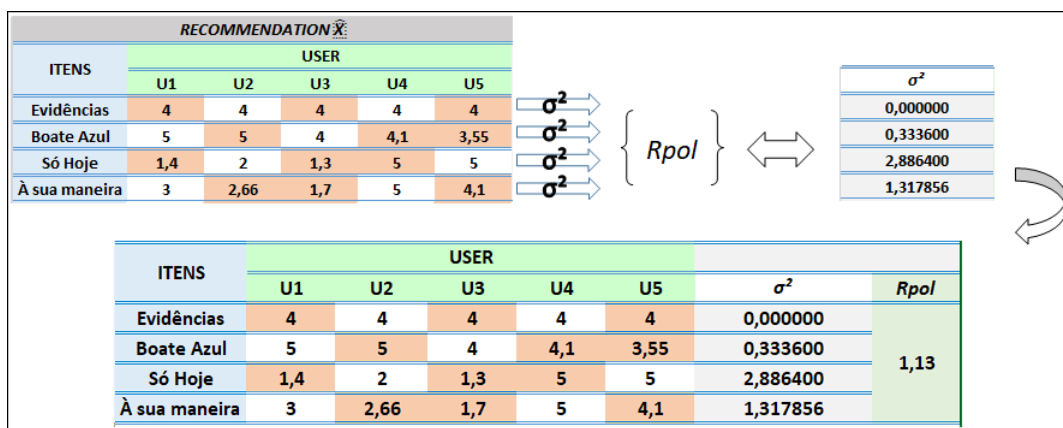 RECOMMENDATION X̂
ITENS USER
U1 U2 U3 U4 U5
Evidências 4 4 4 4 4
Boate Azul 5 5 4 4,1 3,55
Só Hoje 1,4 2 1,3 5 5
À sua maneira 3 2,66 1,7 5 4,1
σ²
σ²
σ²
σ²
{ Rpol }
σ²
0,000000
0,333600
2,886400
1,317856
ITENS USER
U1 U2 U3 U4 U5 σ² Rpol
Evidências 4 4 4 4 4 0,000000
Boate Azul 5 5 4 4,1 3,55 0,333600
1,13
Só Hoje 1,4 2 1,3 5 5 2,886400
À sua maneira 3 2,66 1,7 5 4,1 1,317856